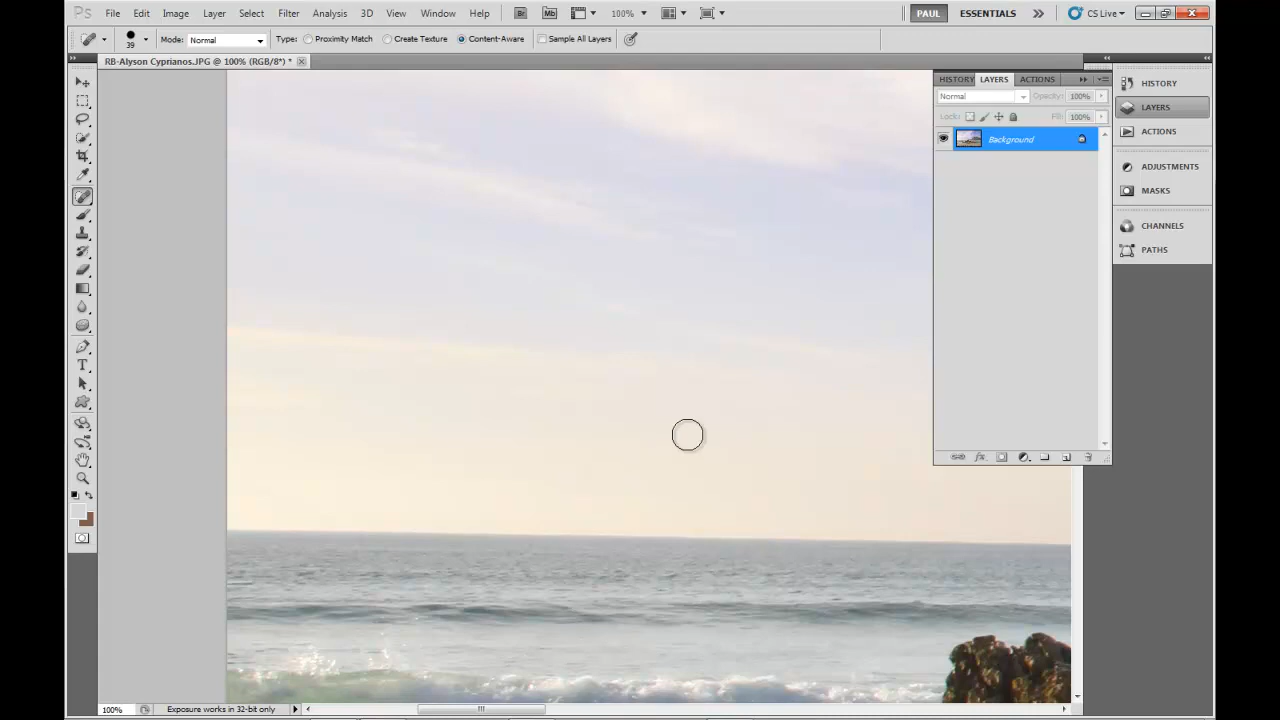 Ps File Edit Image Layer Select Filter Analysis 3D View Window Help Br Mb 100% PAUL ESSENTIALS CS Live
39 Mode: Normal Type: Proximity Match Create Texture Content-Aware Sample All Layers
RB-Alyson Cyprianos.JPG @ 100% (RGB/8*) *
HISTORY LAYERS ACTIONS
Normal Opacity: 100%
Lock: Fill: 100%
Background
HISTORY
LAYERS
ACTIONS
ADJUSTMENTS
MASKS
CHANNELS
PATHS
T
fx
100% Exposure works in 32-bit only